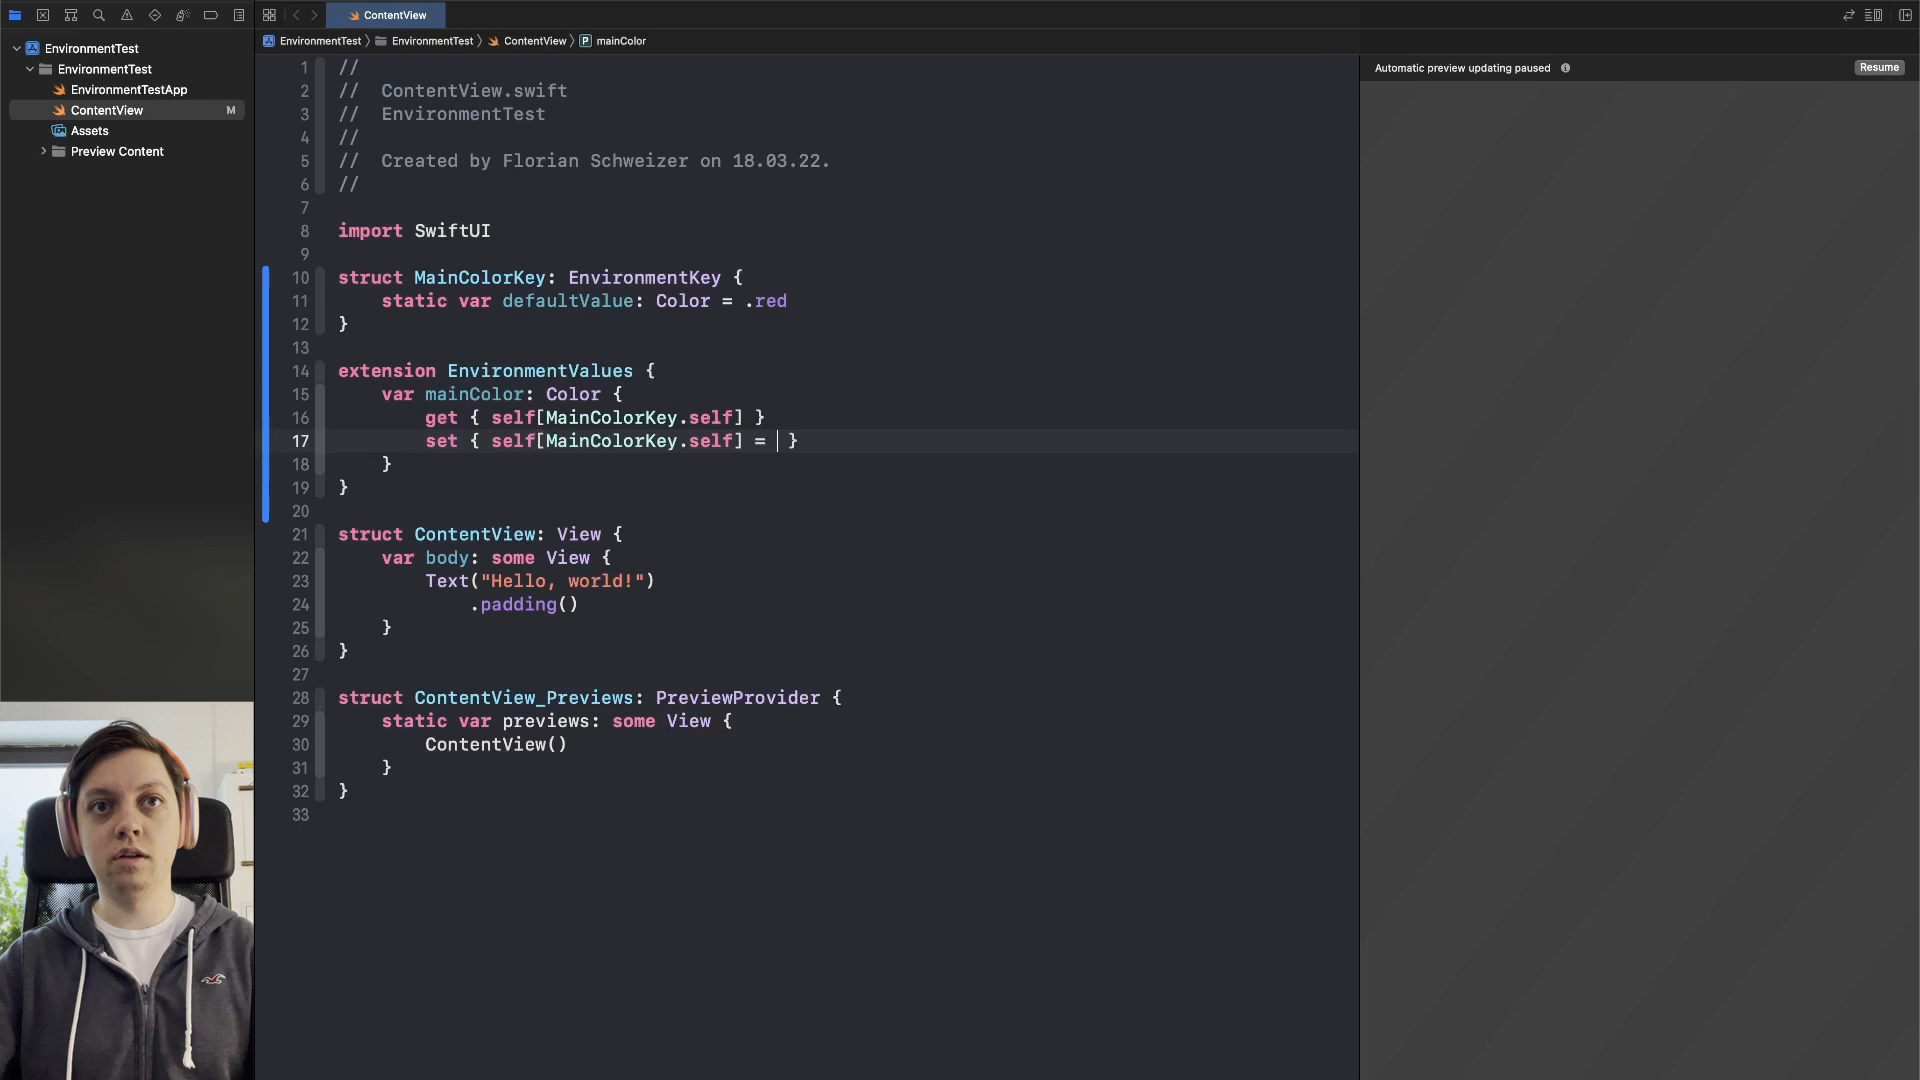 ContentView
EnvironmentTest
EnvironmentTest
EnvironmentTestApp
ContentView M
Assets
Preview Content
EnvironmentTest EnvironmentTest ContentView P mainColor
Automatic preview updating paused Resume
1 //
2 //  ContentView.swift
3 //  EnvironmentTest
4 //
5 //  Created by Florian Schweizer on 18.03.22.
6 //
7
8 import SwiftUI
9
10 struct MainColorKey: EnvironmentKey {
11     static var defaultValue: Color = .red
12 }
13
14 extension EnvironmentValues {
15     var mainColor: Color {
16         get { self[MainColorKey.self] }
17         set { self[MainColorKey.self] = }
18     }
19 }
20
21 struct ContentView: View {
22     var body: some View {
23         Text("Hello, world!")
24             .padding()
25     }
26 }
27
28 struct ContentView_Previews: PreviewProvider {
29     static var previews: some View {
30         ContentView()
31     }
32 }
33